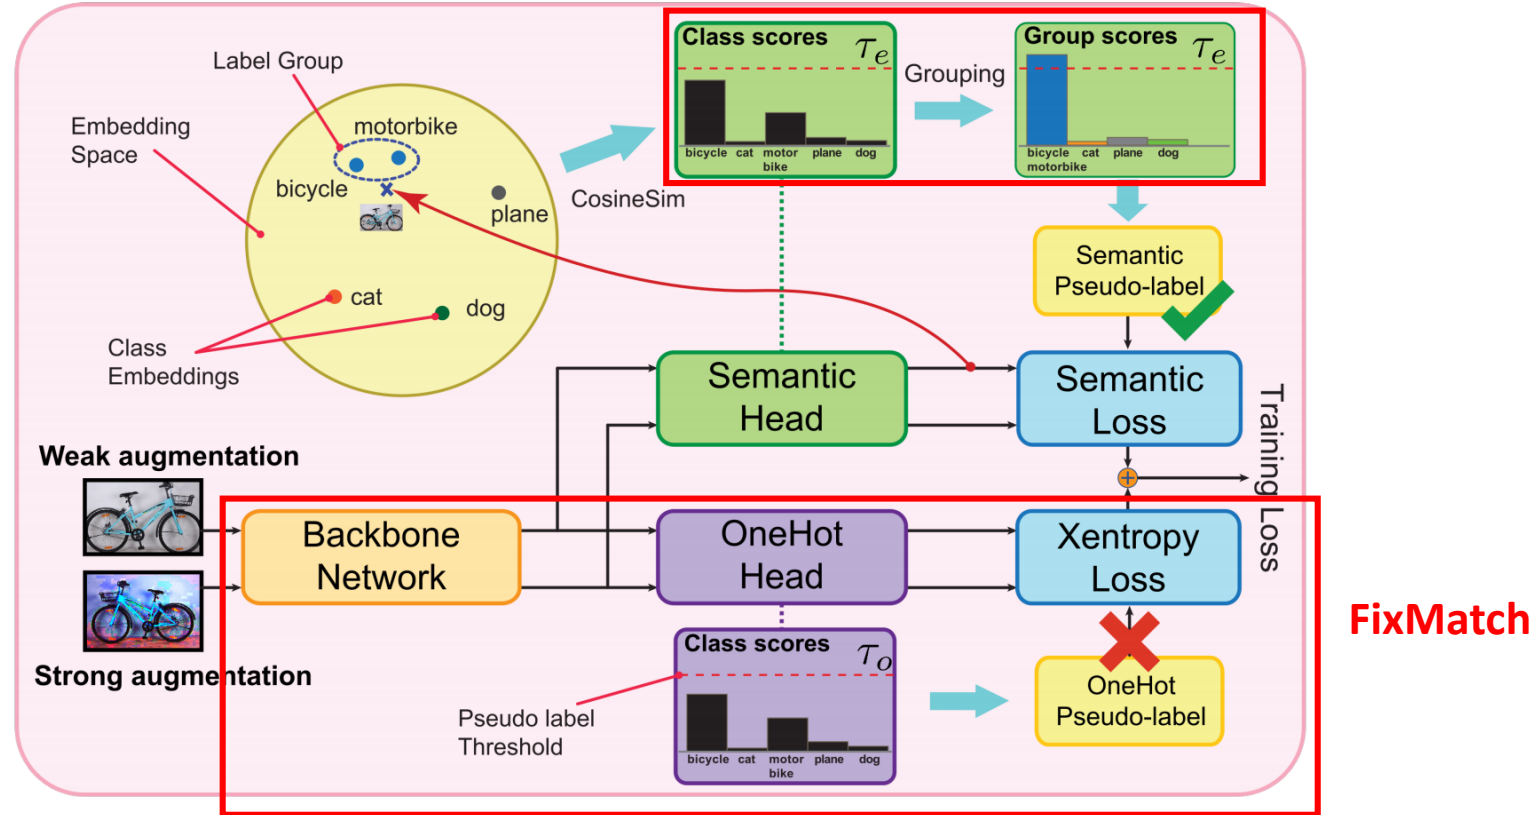 Label Group
Embedding
Space
motorbike
bicycle
plane
cat
dog
Class
Embeddings
CosineSim
Class scores
τe
bicycle cat motor plane dog
bike
Grouping
Group scores
τe
bicycle cat plane dog
motorbike
Semantic
Pseudo-label
Semantic
Head
Semantic
Loss
Training Loss
Weak augmentation
Strong augmentation
Backbone
Network
OneHot
Head
Xentropy
Loss
FixMatch
Class scores
τo
bicycle cat motor plane dog
bike
Pseudo label
Threshold
OneHot
Pseudo-label